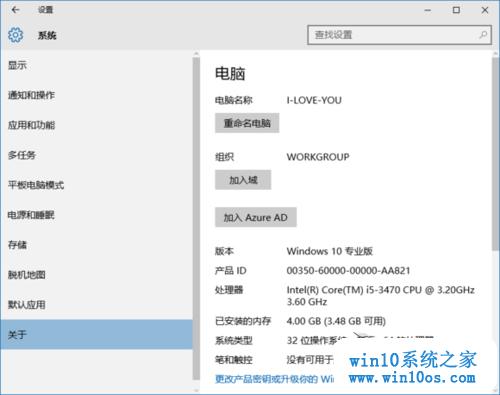 设置
系统
查找设置
显示
通知和操作
应用和功能
多任务
平板电脑模式
电源和睡眠
存储
脱机地图
默认应用
关于
电脑
电脑名称 I-LOVE-YOU
重命名电脑
组织 WORKGROUP
加入域
加入 Azure AD
版本 Windows 10 专业版
产品 ID 00350-60000-00000-AA821
处理器 Intel(R) Core(TM) i5-3470 CPU @ 3.20GHz
3.60 GHz
已安装的内存 4.00 GB (3.48 GB 可用)
系统类型 32 位操作系统
笔和触控 没有可用于
更改产品密钥或升级你的 Win
win10系统之家
www.win10os.com